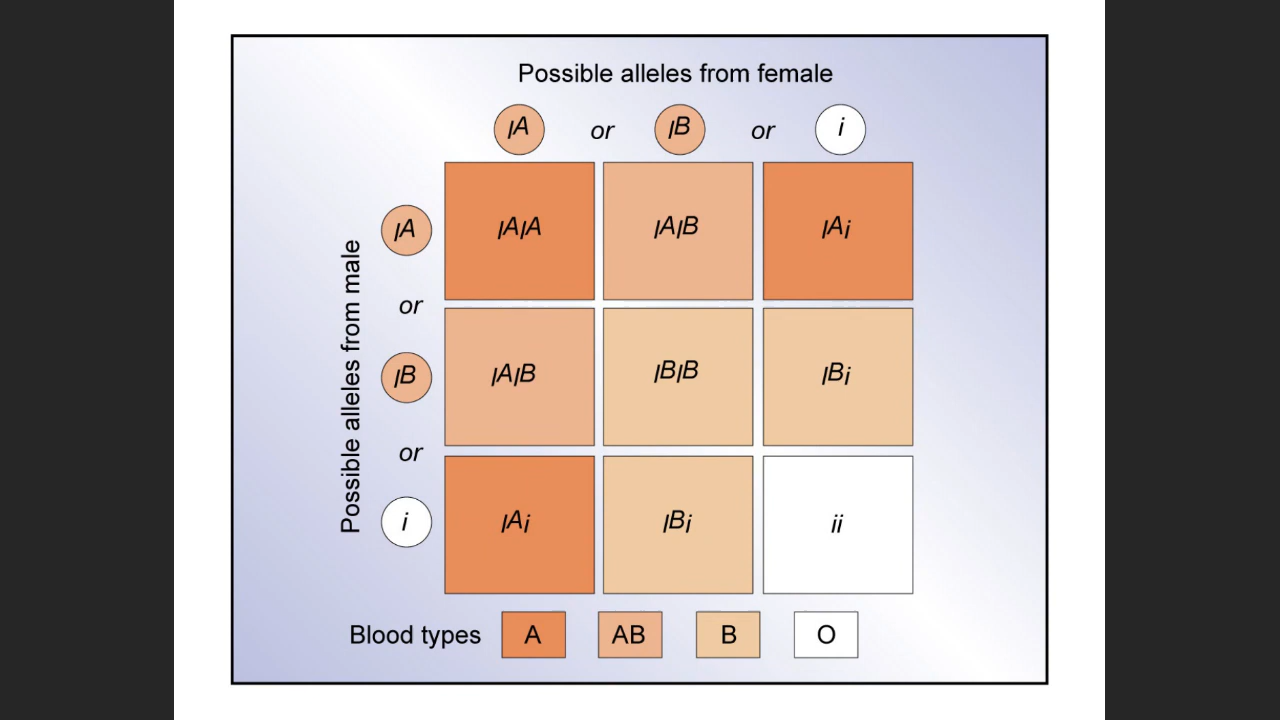 Possible alleles from female
IA or IB or i
Possible alleles from male
IA
or
IB
or
i
IAIA IAIB IAi
IAIB IBIB IBi
IAi IBi ii
Blood types A AB B O